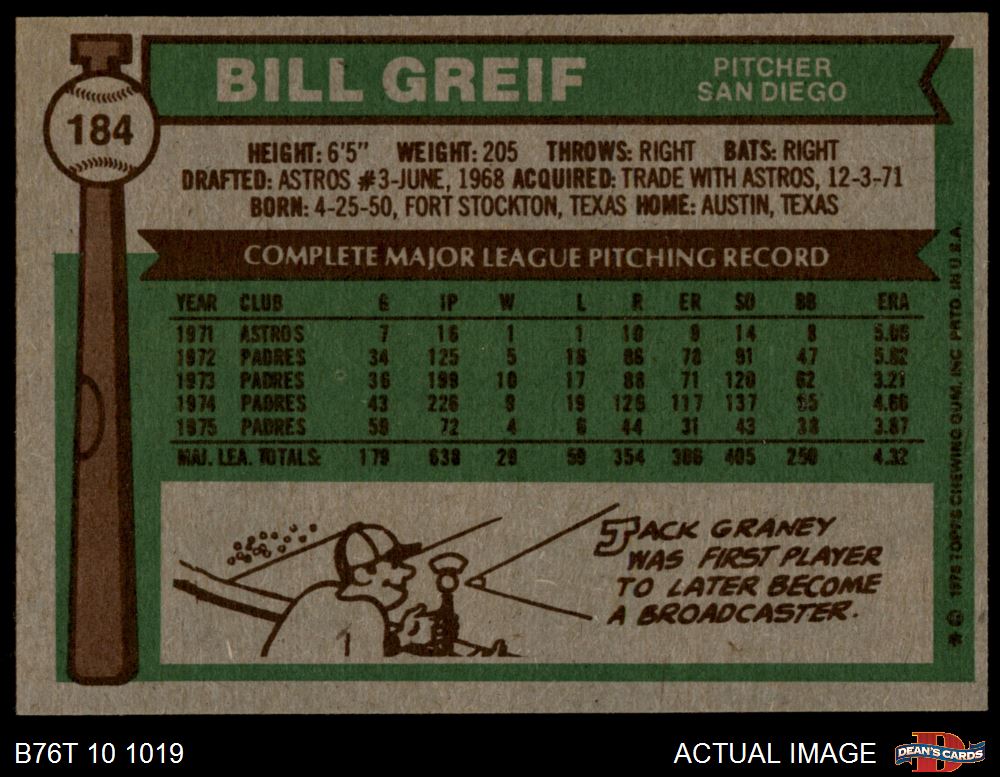 BILL GREIF
PITCHER
SAN DIEGO
184
HEIGHT: 6'5" WEIGHT: 205 THROWS: RIGHT BATS: RIGHT
DRAFTED: ASTROS #3-JUNE, 1968 ACQUIRED: TRADE WITH ASTROS, 12-3-71
BORN: 4-25-50, FORT STOCKTON, TEXAS HOME: AUSTIN, TEXAS
COMPLETE MAJOR LEAGUE PITCHING RECORD
YEAR CLUB G IP W L R ER SO BB ERA
1971 ASTROS 7 16 1 1 10 9 14 8 5.06
1972 PADRES 34 125 5 16 86 78 91 47 5.62
1973 PADRES 36 199 10 17 88 71 120 62 3.21
1974 PADRES 43 226 9 19 126 117 137 95 4.66
1975 PADRES 59 72 4 6 44 31 43 38 3.87
MAJ. LEA. TOTALS: 179 638 29 59 354 306 405 250 4.32
JACK GRANEY
WAS FIRST PLAYER
TO LATER BECOME
A BROADCASTER.
1
* © 1975 TOPPS CHEWING GUM, INC. PRTD. IN U.S.A.
B76T 10 1019
ACTUAL IMAGE
DEAN'S CARDS